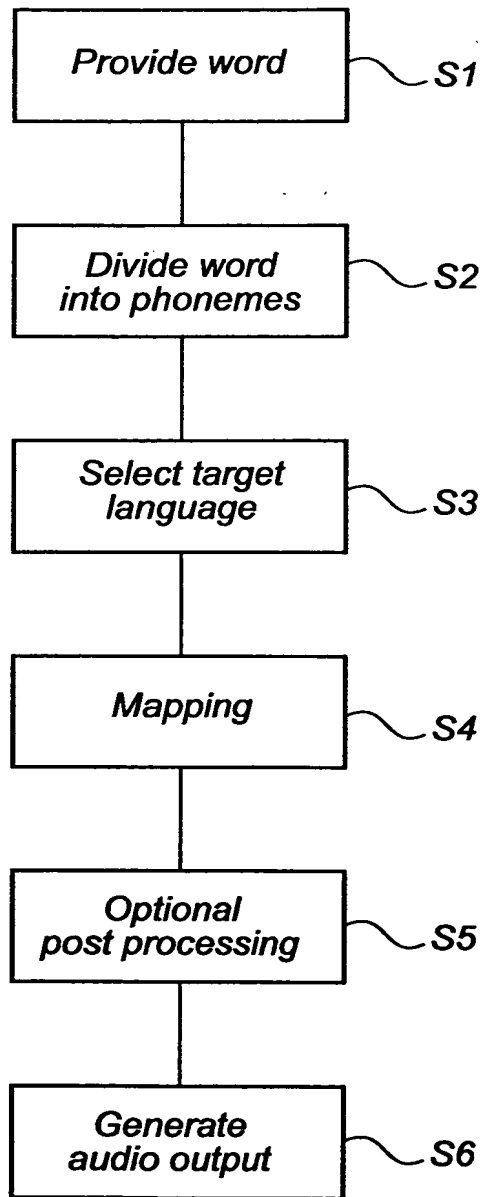 Provide word
S1
Divide word
into phonemes
S2
Select target
language
S3
Mapping
S4
Optional
post processing
S5
Generate
audio output
S6